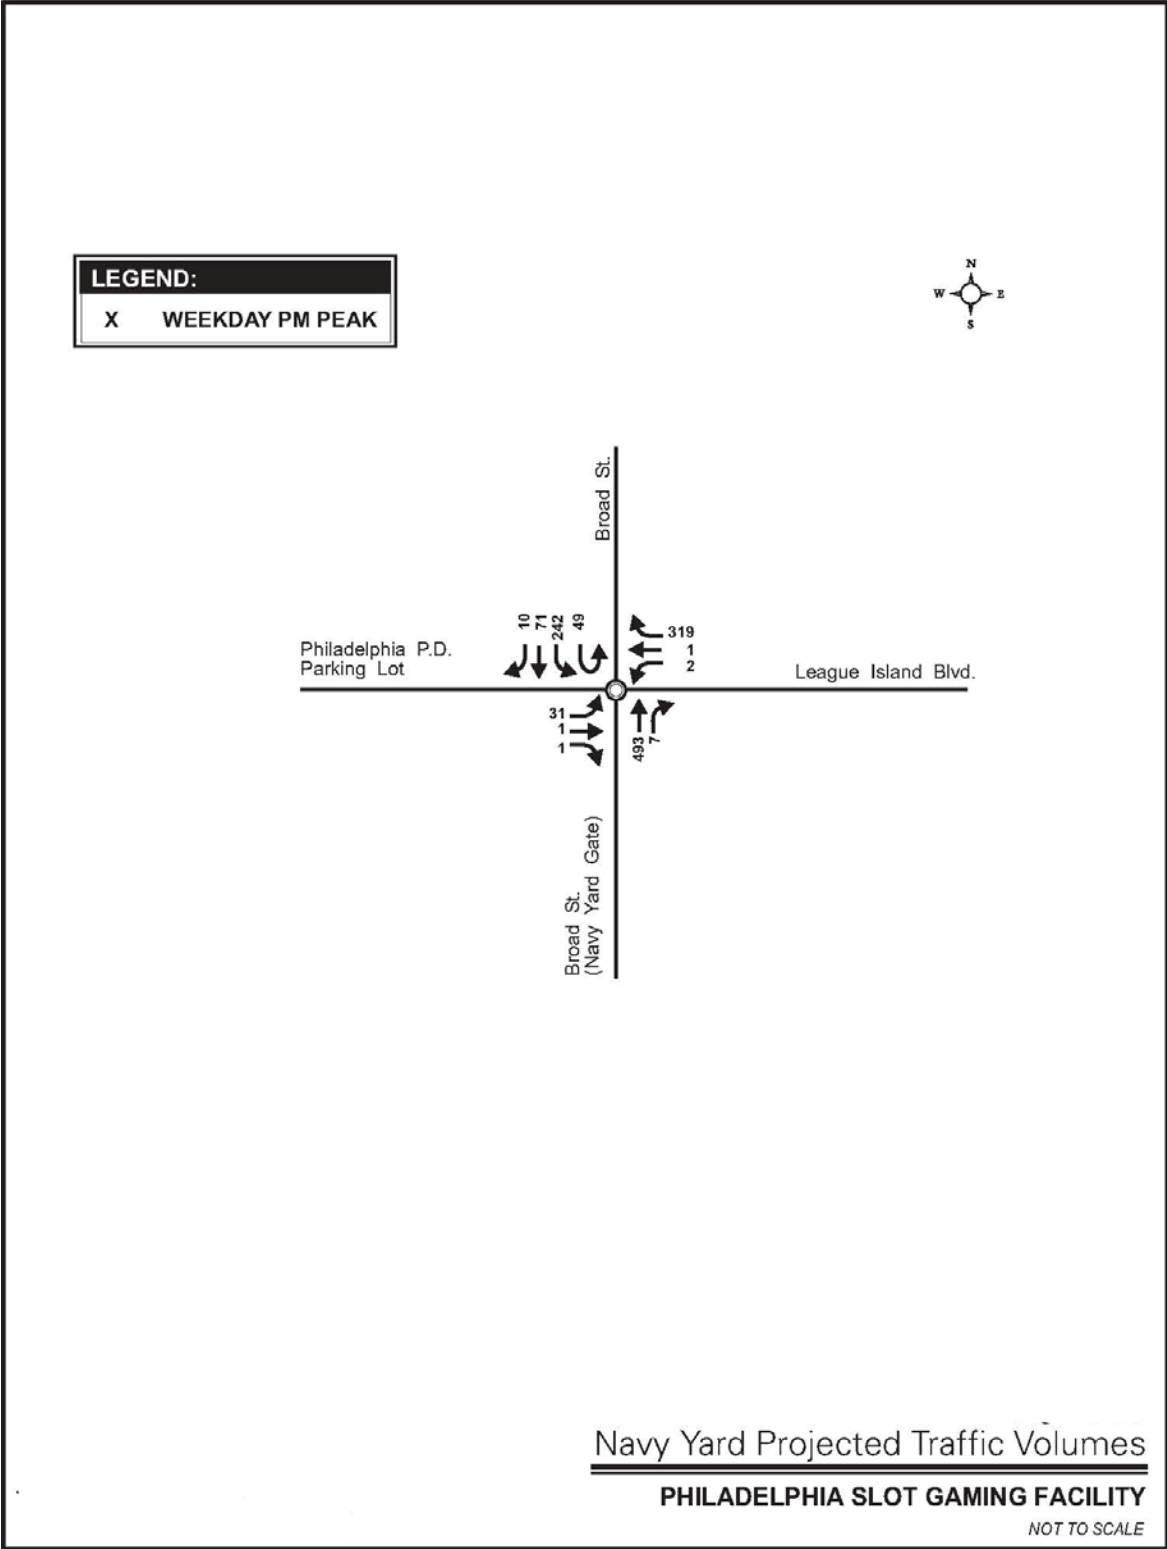 LEGEND:
X WEEKDAY PM PEAK
N
W E
S
Broad St.
10 71 242 49
319
1
2
Philadelphia P.D.
Parking Lot
League Island Blvd.
31
1
1
493 7
Broad St.
(Navy Yard Gate)
Navy Yard Projected Traffic Volumes
PHILADELPHIA SLOT GAMING FACILITY
NOT TO SCALE